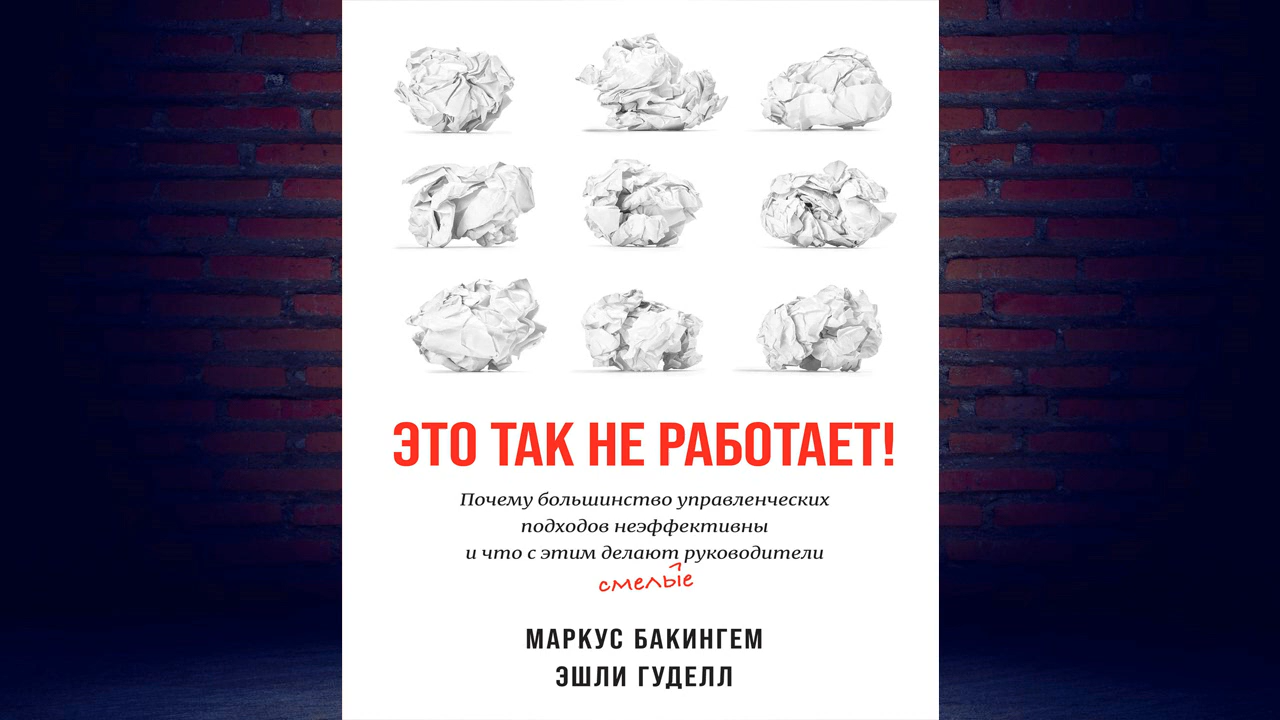 ЭТО ТАК НЕ РАБОТАЕТ!
Почему большинство управленческих
подходов неэффективны
и что с этим делают руководители
смелые
МАРКУС БАКИНГЕМ
ЭШЛИ ГУДЕЛЛ